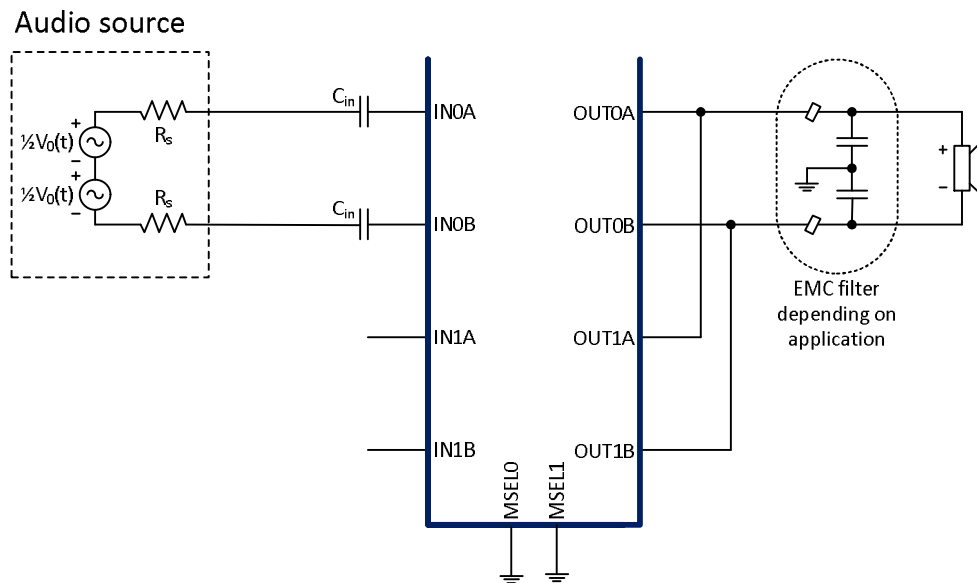 Audio source
½V₀(t)
½V₀(t)
+
−
+
−
Rₛ
Rₛ
Cᵢₙ
Cᵢₙ
IN0A
IN0B
IN1A
IN1B
MSEL0
MSEL1
OUT0A
OUT0B
OUT1A
OUT1B
+
−
EMC filter
depending on
application